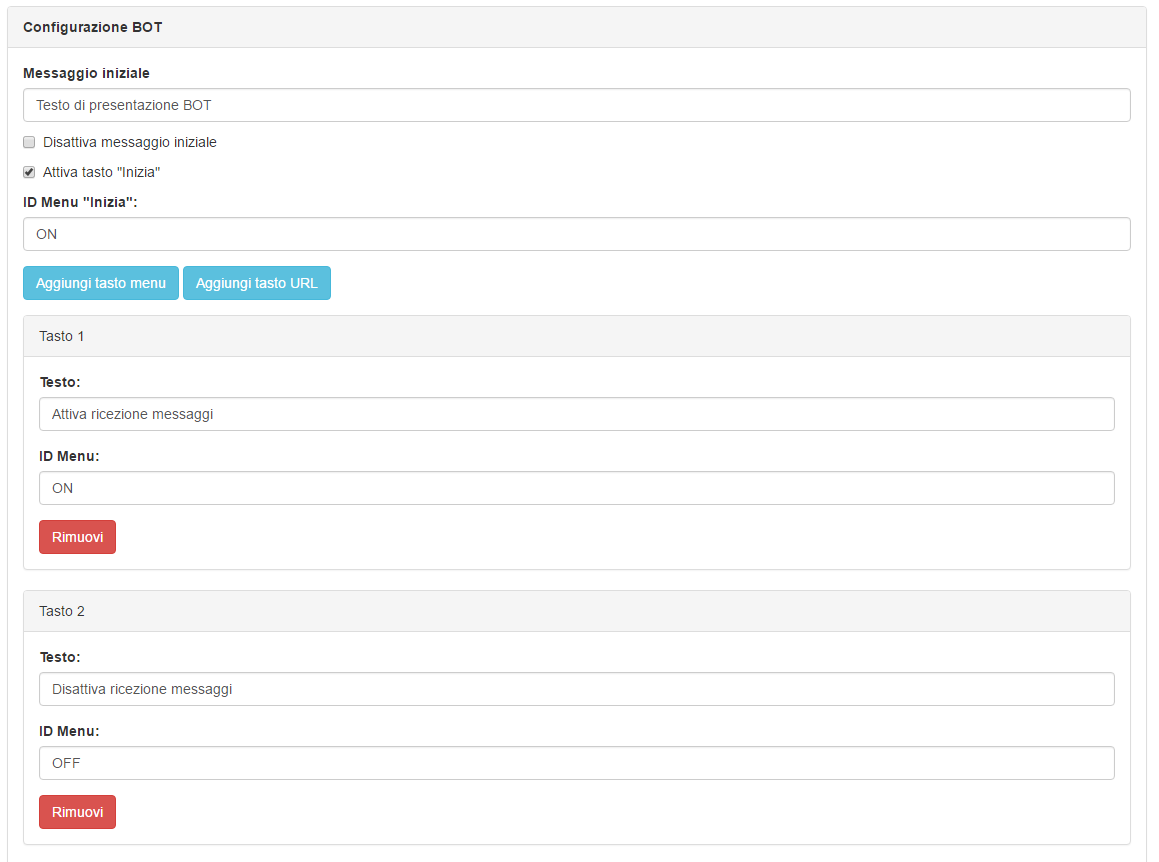 Configurazione BOT
Messaggio iniziale
Testo di presentazione BOT
Disattiva messaggio iniziale
Attiva tasto "Inizia"
ID Menu "Inizia":
ON
Aggiungi tasto menu Aggiungi tasto URL
Tasto 1
Testo:
Attiva ricezione messaggi
ID Menu:
ON
Rimuovi
Tasto 2
Testo:
Disattiva ricezione messaggi
ID Menu:
OFF
Rimuovi